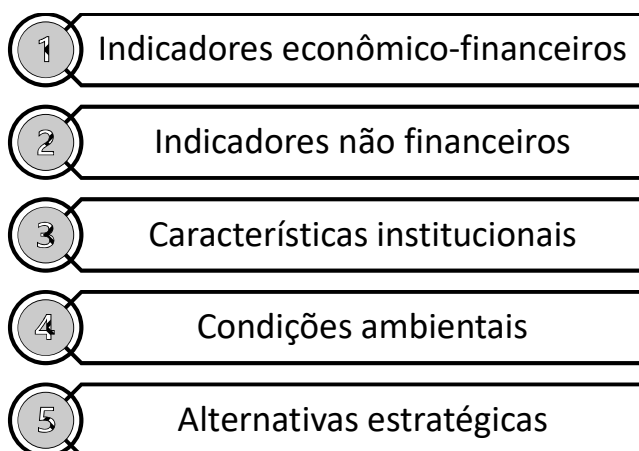 1 Indicadores econômico-financeiros
2 Indicadores não financeiros
3 Características institucionais
4 Condições ambientais
5 Alternativas estratégicas